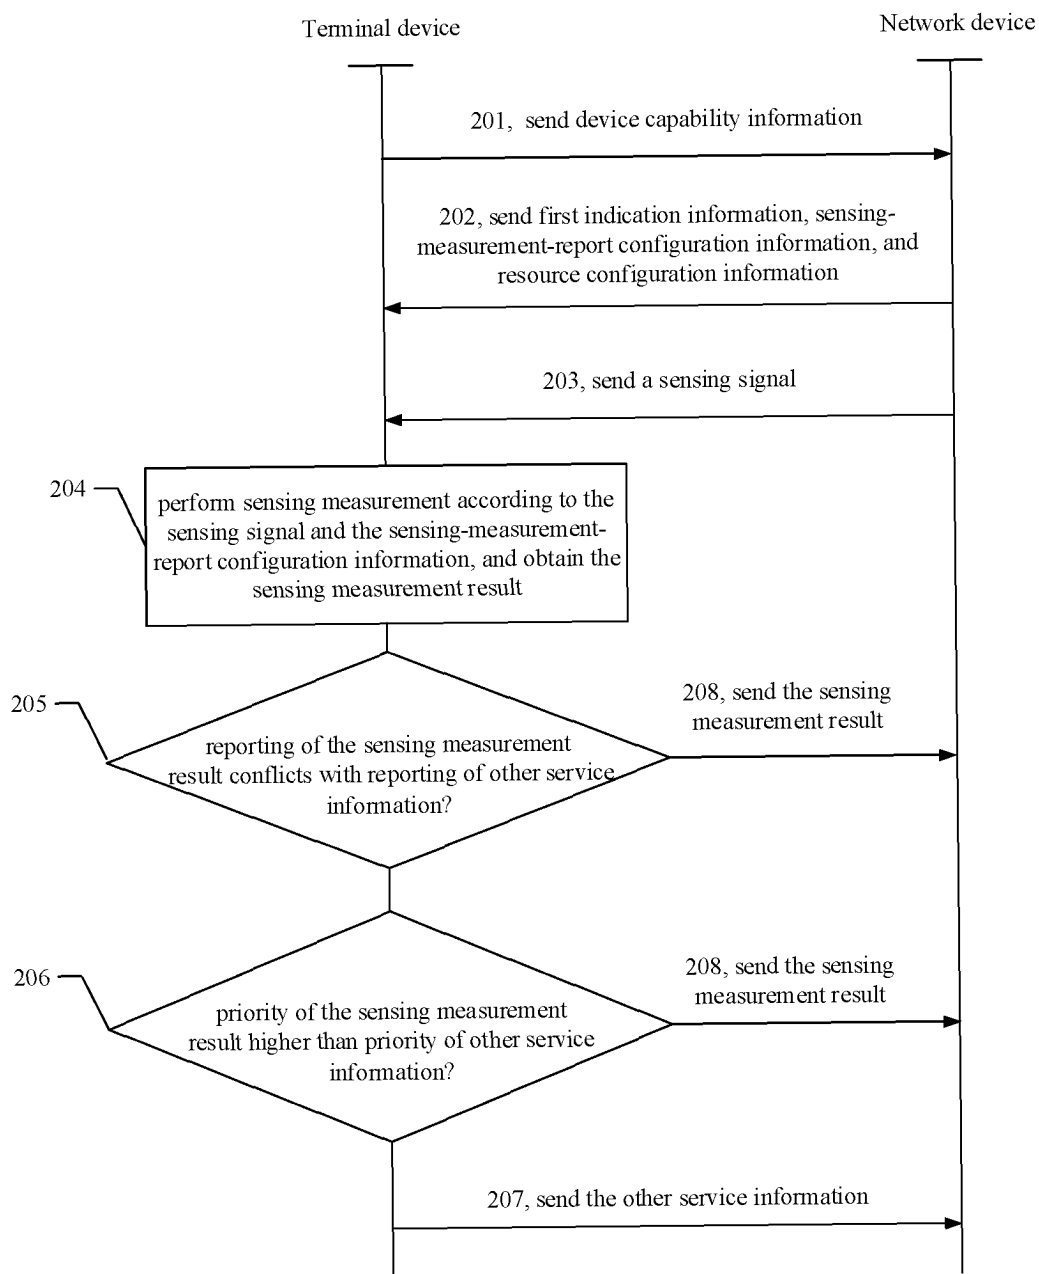 Terminal device
Network device
201, send device capability information
202, send first indication information, sensing-
measurement-report configuration information, and
resource configuration information
203, send a sensing signal
204
perform sensing measurement according to the
sensing signal and the sensing-measurement-
report configuration information, and obtain the
sensing measurement result
205
reporting of the sensing measurement
result conflicts with reporting of other service
information?
208, send the sensing
measurement result
206
priority of the sensing measurement
result higher than priority of other service
information?
208, send the sensing
measurement result
207, send the other service information